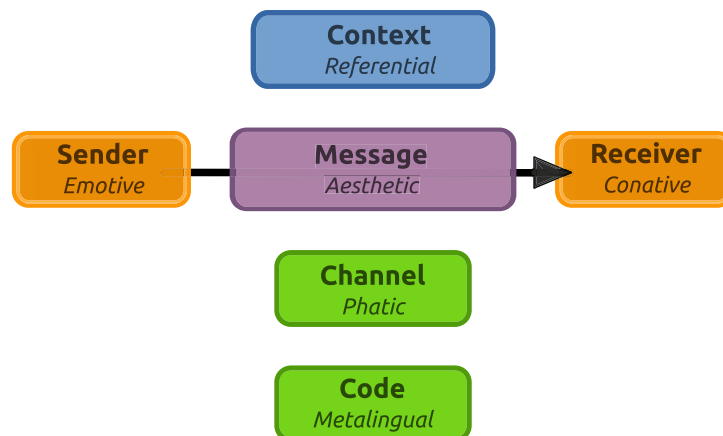 Context
Referential
Sender
Emotive
Message
Aesthetic
Receiver
Conative
Channel
Phatic
Code
Metalingual